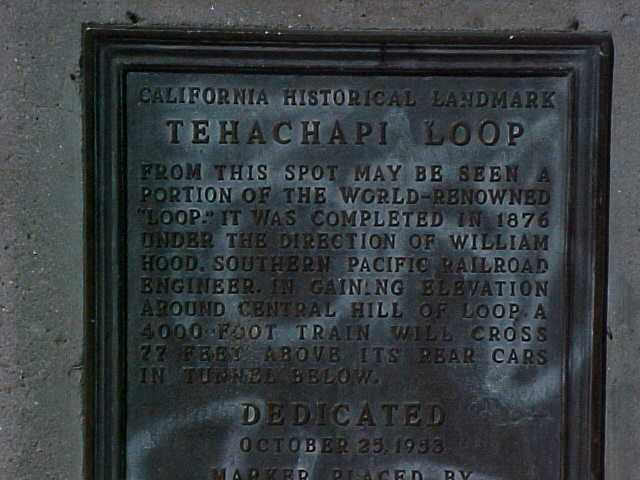 CALIFORNIA HISTORICAL LANDMARK
TEHACHAPI LOOP
FROM THIS SPOT MAY BE SEEN A
PORTION OF THE WORLD-RENOWNED
"LOOP." IT WAS COMPLETED IN 1876
UNDER THE DIRECTION OF WILLIAM
HOOD, SOUTHERN PACIFIC RAILROAD
ENGINEER. IN GAINING ELEVATION
AROUND CENTRAL HILL OF LOOP A
4000 FOOT TRAIN WILL CROSS
77 FEET ABOVE ITS REAR CARS
IN TUNNEL BELOW.
DEDICATED
OCTOBER 25, 1953
MARKER PLACED BY